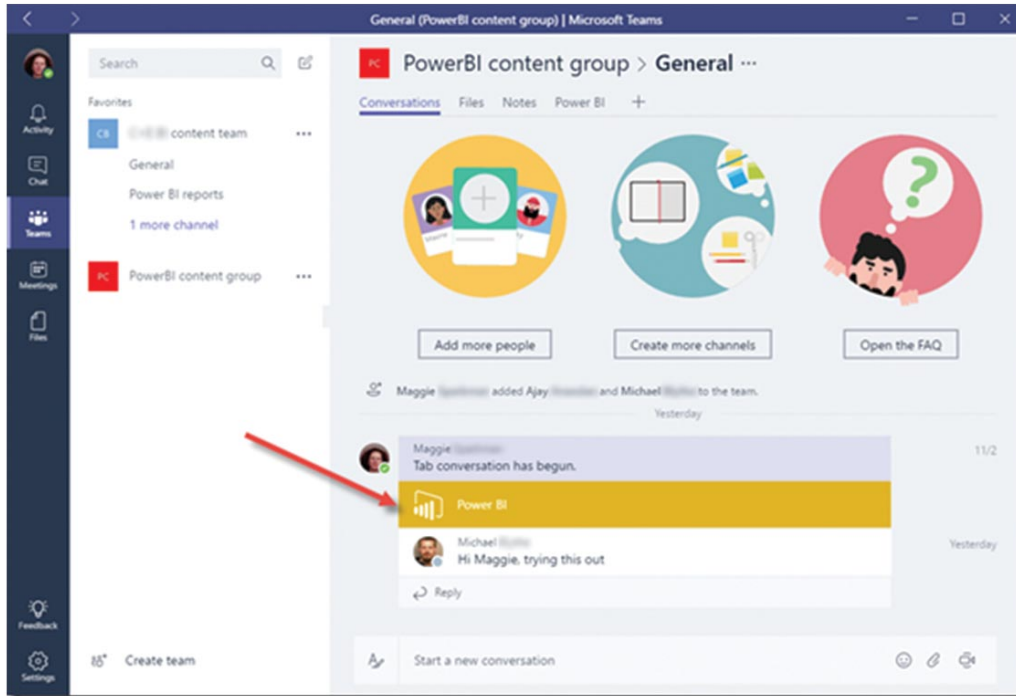 General (PowerBI content group) | Microsoft Teams
Activity
Chat
Teams
Meetings
Files
Feedback
Settings
Search
Favorites
CB content team
General
Power BI reports
1 more channel
PC PowerBI content group
Create team
PC PowerBI content group > General
Conversations Files Notes Power BI
Add more people
Create more channels
Open the FAQ
Maggie added Ajay and Michael to the team.
Yesterday
Maggie
Tab conversation has begun.
11/2
Power BI
Michael
Hi Maggie, trying this out
Yesterday
Reply
Start a new conversation